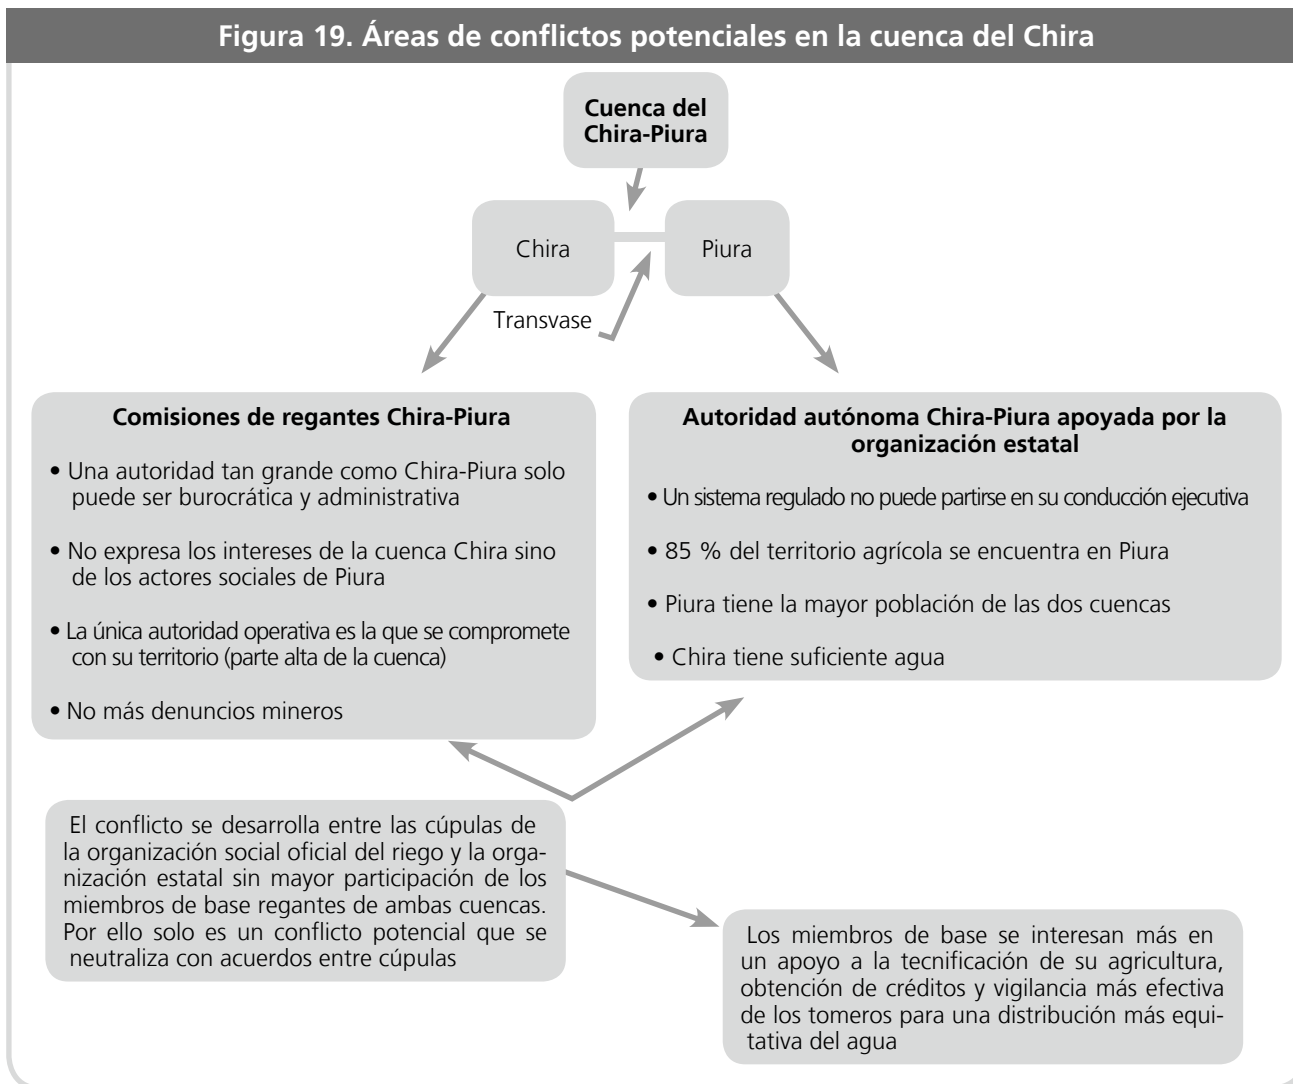 Figura 19. Áreas de conflictos potenciales en la cuenca del Chira
Cuenca del
Chira-Piura
Chira
Piura
Transvase
Comisiones de regantes Chira-Piura
• Una autoridad tan grande como Chira-Piura solo
puede ser burocrática y administrativa
• No expresa los intereses de la cuenca Chira sino
de los actores sociales de Piura
• La única autoridad operativa es la que se compromete
con su territorio (parte alta de la cuenca)
• No más denuncios mineros
Autoridad autónoma Chira-Piura apoyada por la
organización estatal
• Un sistema regulado no puede partirse en su conducción ejecutiva
• 85 % del territorio agrícola se encuentra en Piura
• Piura tiene la mayor población de las dos cuencas
• Chira tiene suficiente agua
El conflicto se desarrolla entre las cúpulas de
la organización social oficial del riego y la orga-
nización estatal sin mayor participación de los
miembros de base regantes de ambas cuencas.
Por ello solo es un conflicto potencial que se
neutraliza con acuerdos entre cúpulas
Los miembros de base se interesan más en
un apoyo a la tecnificación de su agricultura,
obtención de créditos y vigilancia más efectiva
de los tomeros para una distribución más equi-
tativa del agua